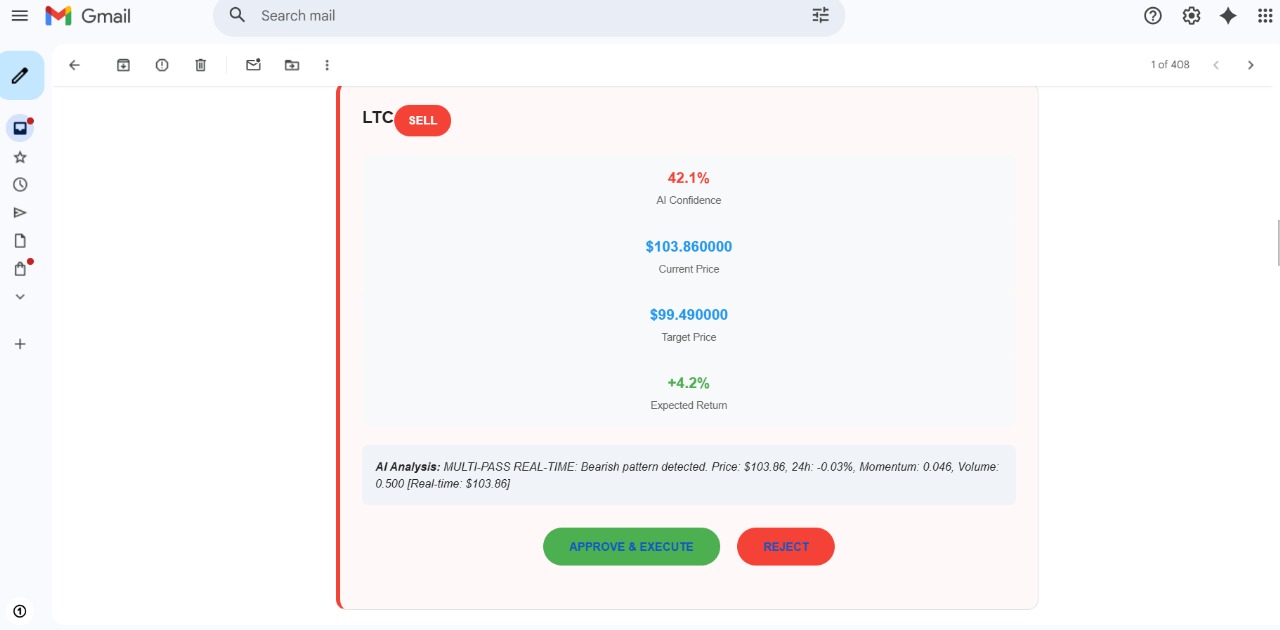 Gmail
Search mail
1 of 408
LTC SELL
42.1%
AI Confidence
$103.860000
Current Price
$99.490000
Target Price
+4.2%
Expected Return
AI Analysis: MULTI-PASS REAL-TIME: Bearish pattern detected. Price: $103.86, 24h: -0.03%, Momentum: 0.046, Volume:
0.500 [Real-time: $103.86]
APPROVE & EXECUTE REJECT
1